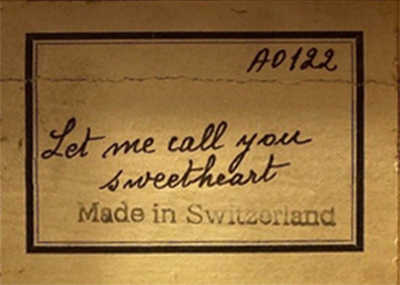 A0122
Let me call you
sweetheart
Made in Switzerland